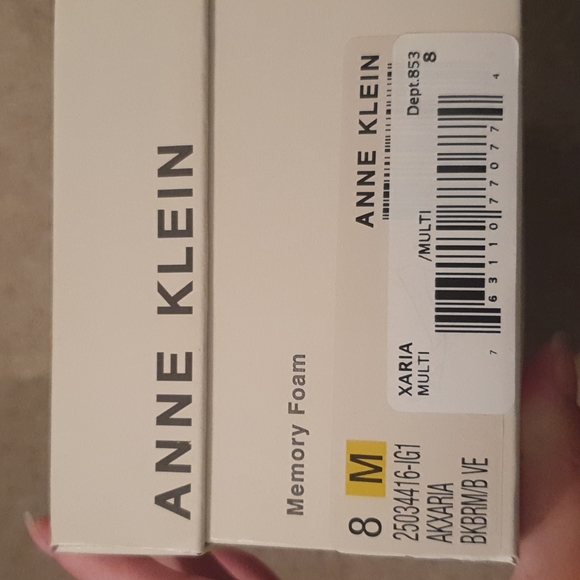 ANNE KLEIN
Memory Foam
ANNE KLEIN
8 M
25034416-IG1
AKXARIA
BKBRM/B VE
Dept.853
8
XARIA /MULTI
MULTI
7 63110 77077 4